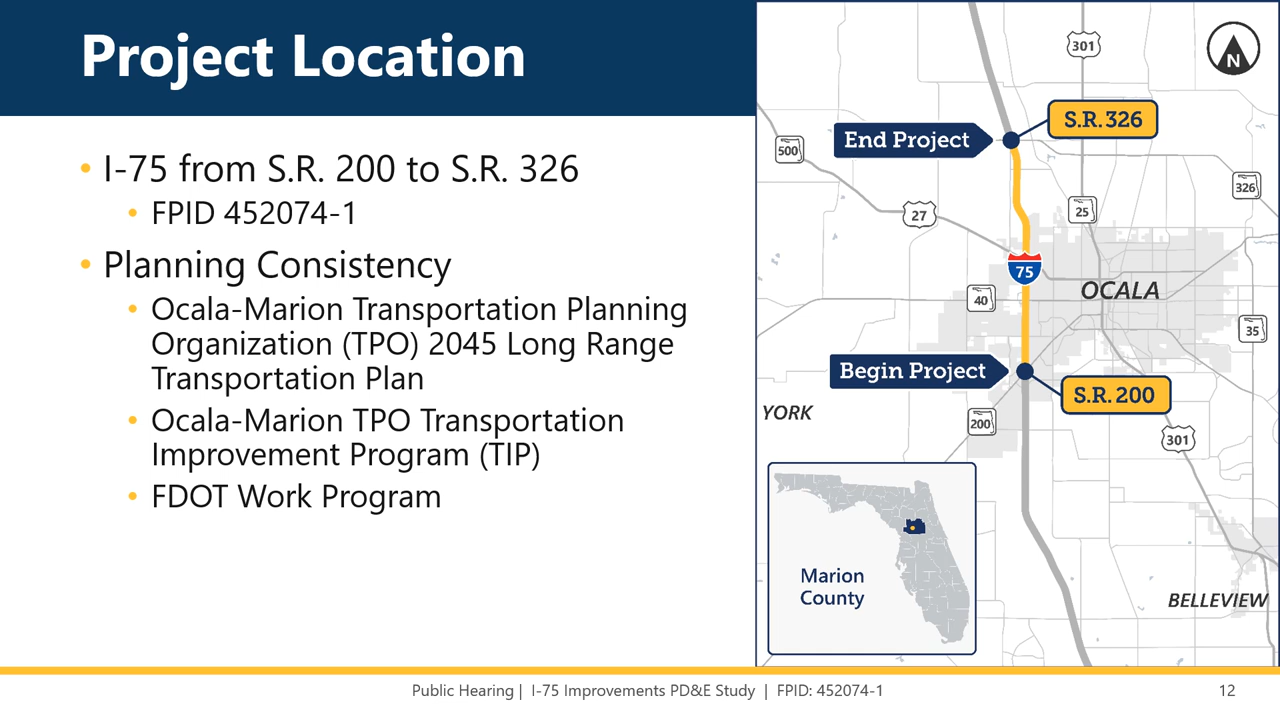 Project Location
• I-75 from S.R. 200 to S.R. 326
• FPID 452074-1
• Planning Consistency
• Ocala-Marion Transportation Planning
Organization (TPO) 2045 Long Range
Transportation Plan
• Ocala-Marion TPO Transportation
Improvement Program (TIP)
• FDOT Work Program
301
N
S.R. 326
End Project
500
326
27
25
75
OCALA
40
35
Begin Project
S.R. 200
YORK
200
301
Marion
County
BELLEVIEW
Public Hearing | I-75 Improvements PD&E Study | FPID: 452074-1
12